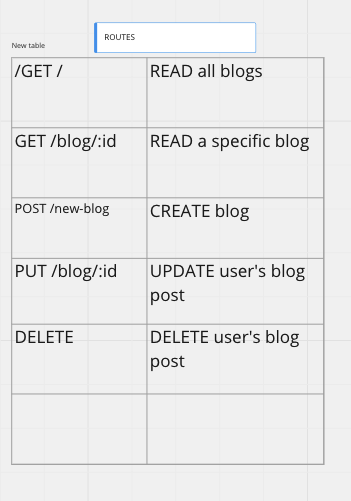 ROUTES
New table
/GET /
READ all blogs
GET /blog/:id
READ a specific blog
POST /new-blog
CREATE blog
PUT /blog/:id
UPDATE user's blog
post
DELETE
DELETE user's blog
post